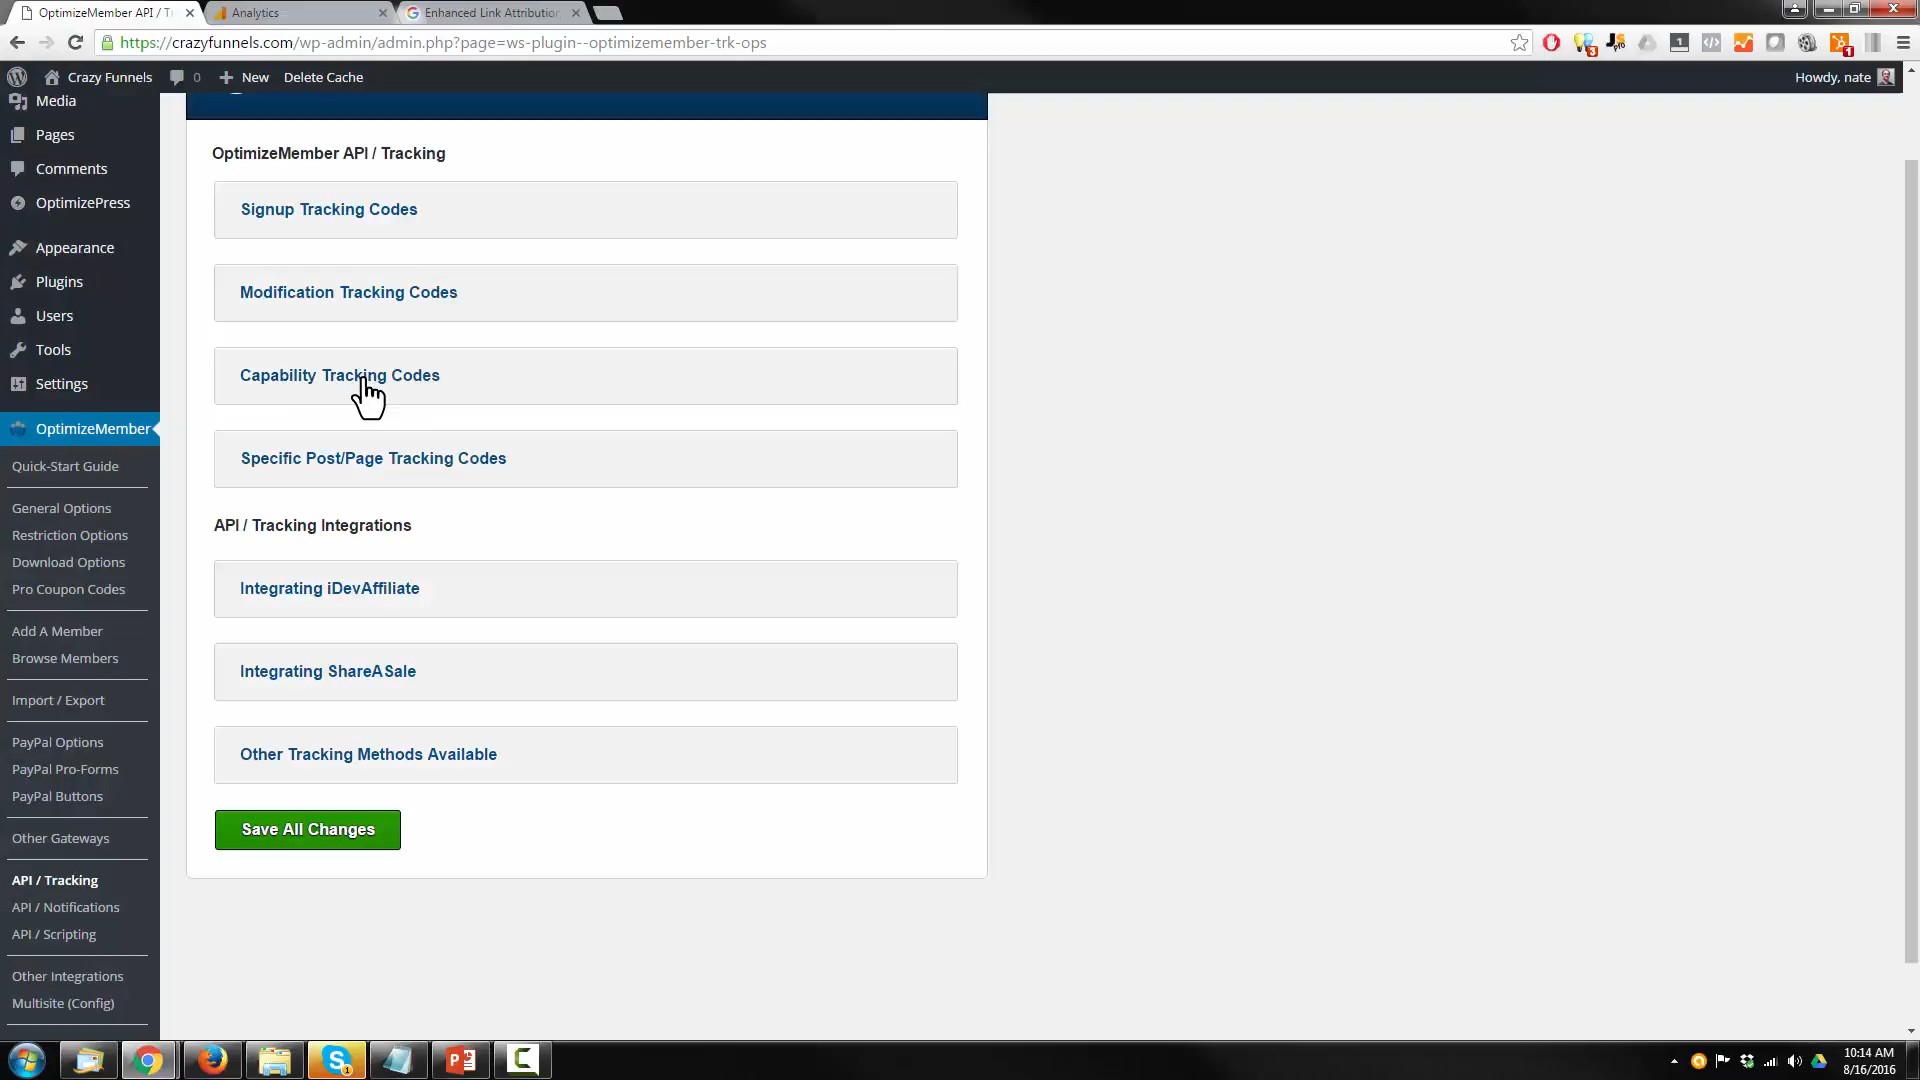 OptimizeMember API / Tr
Analytics
Enhanced Link Attribution
https://crazyfunnels.com/wp-admin/admin.php?page=ws-plugin--optimizemember-trk-ops
Crazy Funnels
0
New
Delete Cache
Howdy, nate
Media
Pages
Comments
OptimizePress
Appearance
Plugins
Users
Tools
Settings
OptimizeMember
Quick-Start Guide
General Options
Restriction Options
Download Options
Pro Coupon Codes
Add A Member
Browse Members
Import / Export
PayPal Options
PayPal Pro-Forms
PayPal Buttons
Other Gateways
API / Tracking
API / Notifications
API / Scripting
Other Integrations
Multisite (Config)
OptimizeMember API / Tracking
Signup Tracking Codes
Modification Tracking Codes
Capability Tracking Codes
Specific Post/Page Tracking Codes
API / Tracking Integrations
Integrating iDevAffiliate
Integrating ShareASale
Other Tracking Methods Available
Save All Changes
10:14 AM
8/16/2016